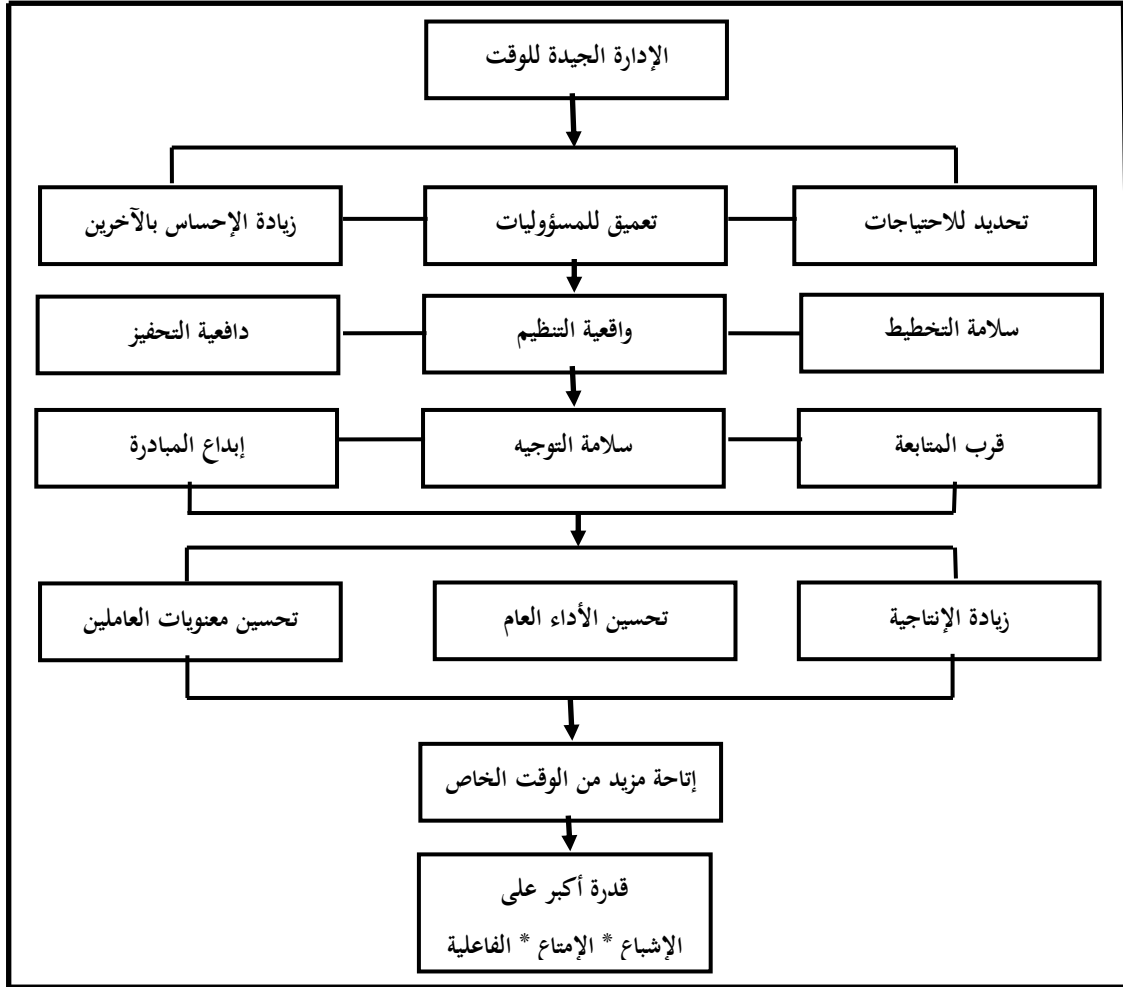 الإدارة الجيدة للوقت
تحديد للاحتياجات
تعميق للمسؤوليات
زيادة الإحساس بالآخرين
سلامة التخطيط
واقعية التنظيم
دافعية التحفيز
قرب المتابعة
سلامة التوجيه
إبداع المبادرة
زيادة الإنتاجية
تحسين الأداء العام
تحسين معنويات العاملين
إتاحة مزيد من الوقت الخاص
قدرة أكبر على
الإشباع * الإمتاع * الفاعلية